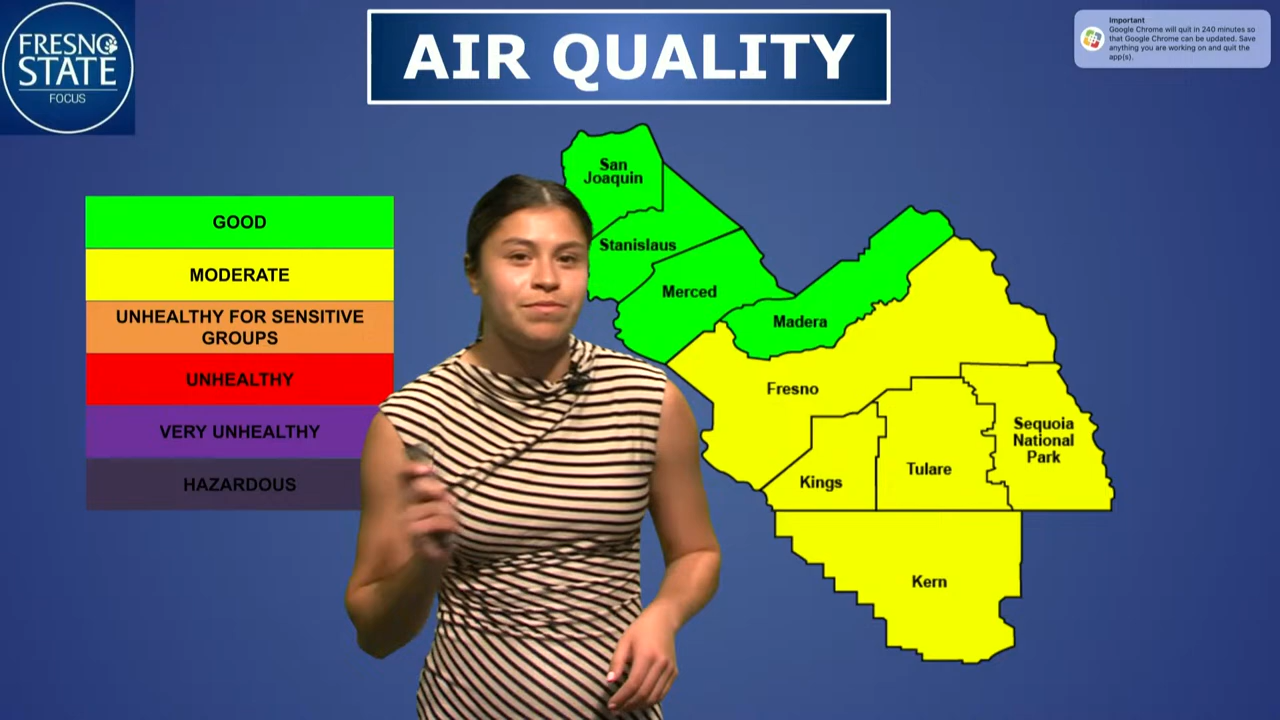 FRESNO
STATE
FOCUS
AIR QUALITY
Important
Google Chrome will quit in 240 minutes so
that Google Chrome can be updated. Save
anything you are working on and quit the
app(s).
GOOD
MODERATE
UNHEALTHY FOR SENSITIVE
GROUPS
UNHEALTHY
VERY UNHEALTHY
HAZARDOUS
San
Joaquin
Stanislaus
Merced
Madera
Fresno
Kings
Tulare
Sequoia
National
Park
Kern